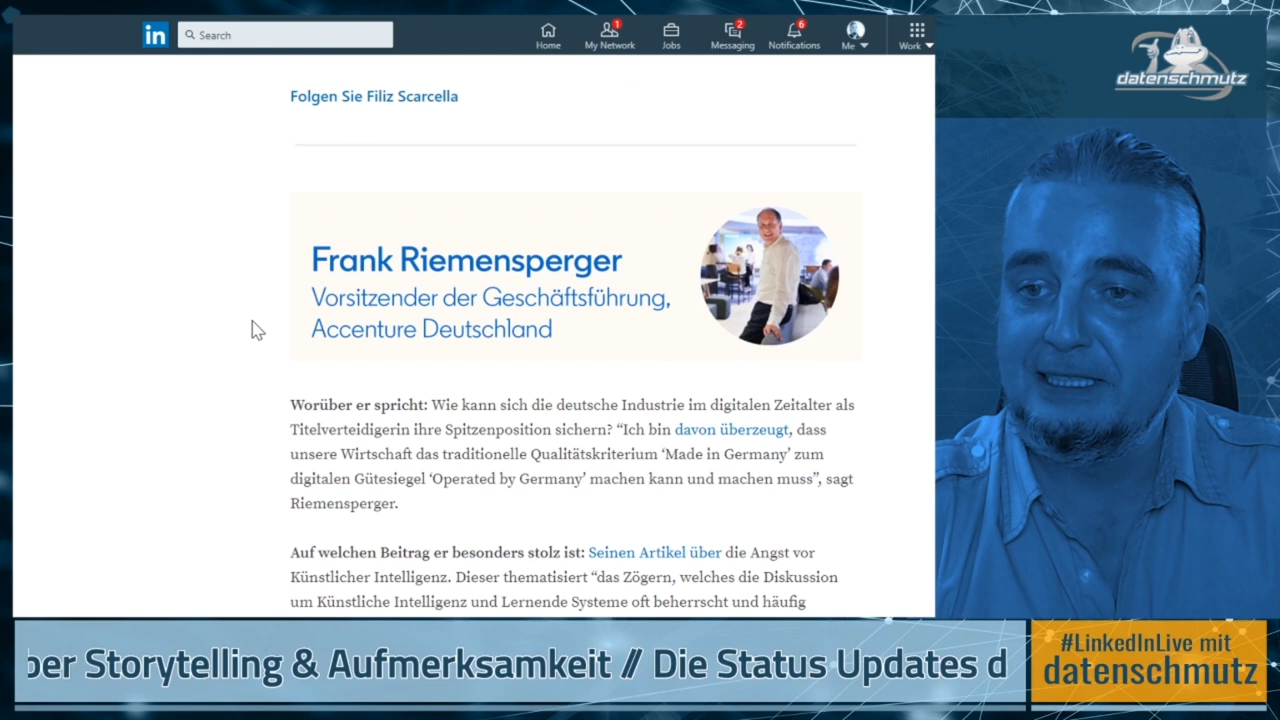 in
Search
Home
My Network
1
Jobs
Messaging
2
Notifications
6
Me
Work
datenschmutz
Folgen Sie Filiz Scarcella
Frank Riemensperger
Vorsitzender der Geschäftsführung,
Accenture Deutschland
Worüber er spricht: Wie kann sich die deutsche Industrie im digitalen Zeitalter als
Titelverteidigerin ihre Spitzenposition sichern? “Ich bin davon überzeugt, dass
unsere Wirtschaft das traditionelle Qualitätskriterium ‘Made in Germany’ zum
digitalen Gütesiegel ‘Operated by Germany’ machen kann und machen muss”, sagt
Riemensperger.
Auf welchen Beitrag er besonders stolz ist: Seinen Artikel über die Angst vor
Künstlicher Intelligenz. Dieser thematisiert “das Zögern, welches die Diskussion
um Künstliche Intelligenz und Lernende Systeme oft beherrscht und häufig
ber Storytelling & Aufmerksamkeit // Die Status Updates d
#LinkedInLive mit
datenschmutz